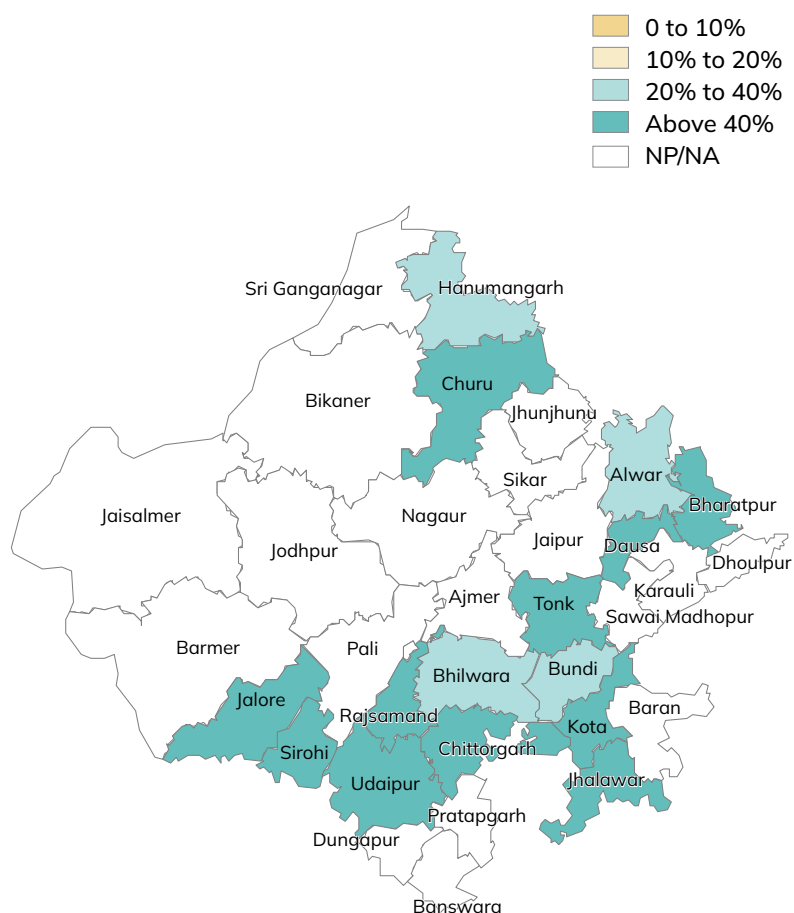 0 to 10%
10% to 20%
20% to 40%
Above 40%
NP/NA
Sri Ganganagar
Hanumangarh
Churu
Bikaner
Jhunjhunu
Sikar
Alwar
Bharatpur
Jaisalmer
Nagaur
Jodhpur
Jaipur
Dausa
Dhoulpur
Karauli
Ajmer
Tonk
Sawai Madhopur
Barmer
Pali
Bhilwara
Bundi
Jalore
Rajsamand
Baran
Kota
Sirohi
Chittorgarh
Udaipur
Jhalawar
Pratapgarh
Dungapur
Banswara